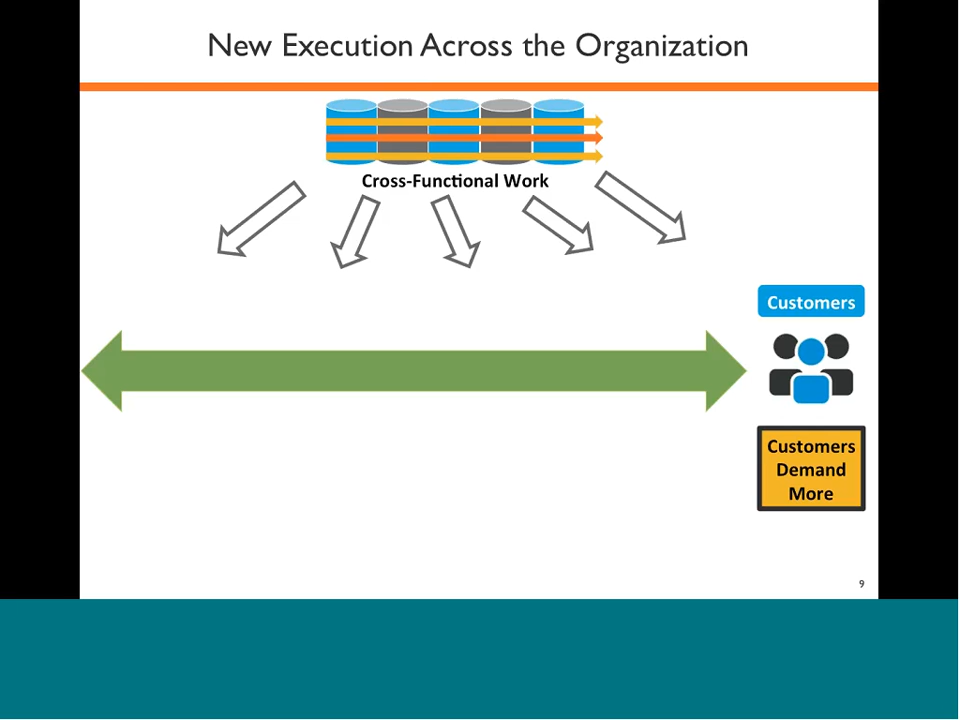 New Execution Across the Organization
Cross-Functional Work
Customers
Customers
Demand
More
9